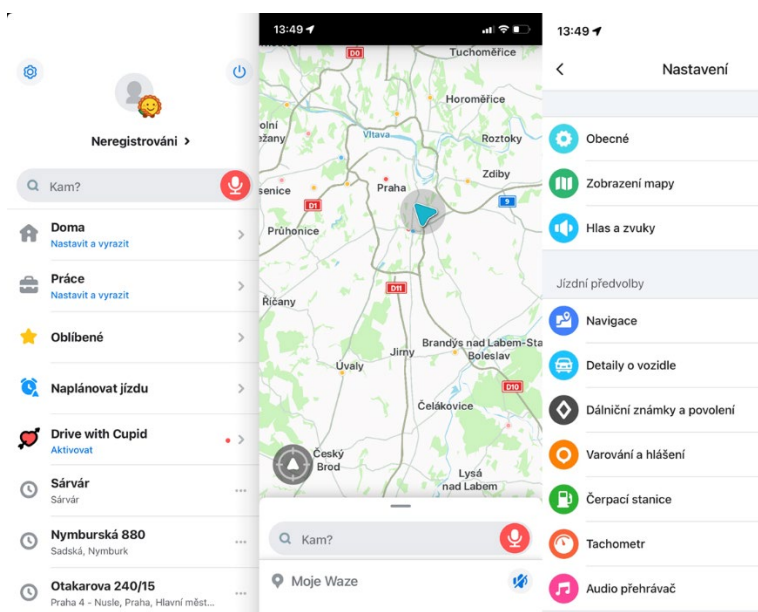 Neregistrováni
Kam?
Doma
Nastavit a vyrazit
Práce
Nastavit a vyrazit
Oblíbené
Naplánovat jízdu
Drive with Cupid
Aktivovat
Sárvár
Sárvár
Nymburská 880
Sadská, Nymburk
Otakarova 240/15
Praha 4 - Nusle, Praha, Hlavní měst...
13:49
D0
Tuchoměřice
Horoměřice
Vltava
Roztoky
Zdiby
Praha
9
D1
Průhonice
D11
Říčany
Brandýs nad Labem-Sta
Boleslav
Jirny
Úvaly
D10
Čelákovice
Český
Brod
Lysá
nad Labem
Kam?
Moje Waze
13:49
Nastavení
Obecné
Zobrazení mapy
Hlas a zvuky
Jízdní předvolby
Navigace
Detaily o vozidle
Dálniční známky a povolení
Varování a hlášení
Čerpací stanice
Tachometr
Audio přehrávač